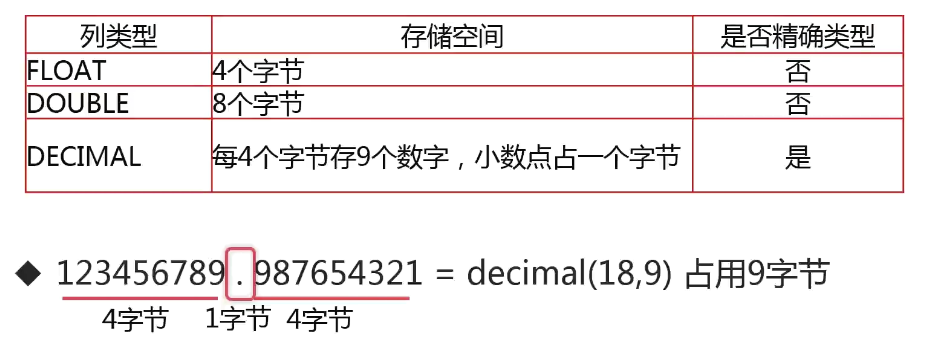 列类型 存储空间 是否精确类型
FLOAT 4个字节 否
DOUBLE 8个字节 否
DECIMAL 每4个字节存9个数字，小数点占一个字节 是
◆ 123456789.987654321 = decimal(18,9) 占用9字节
4字节 1字节 4字节